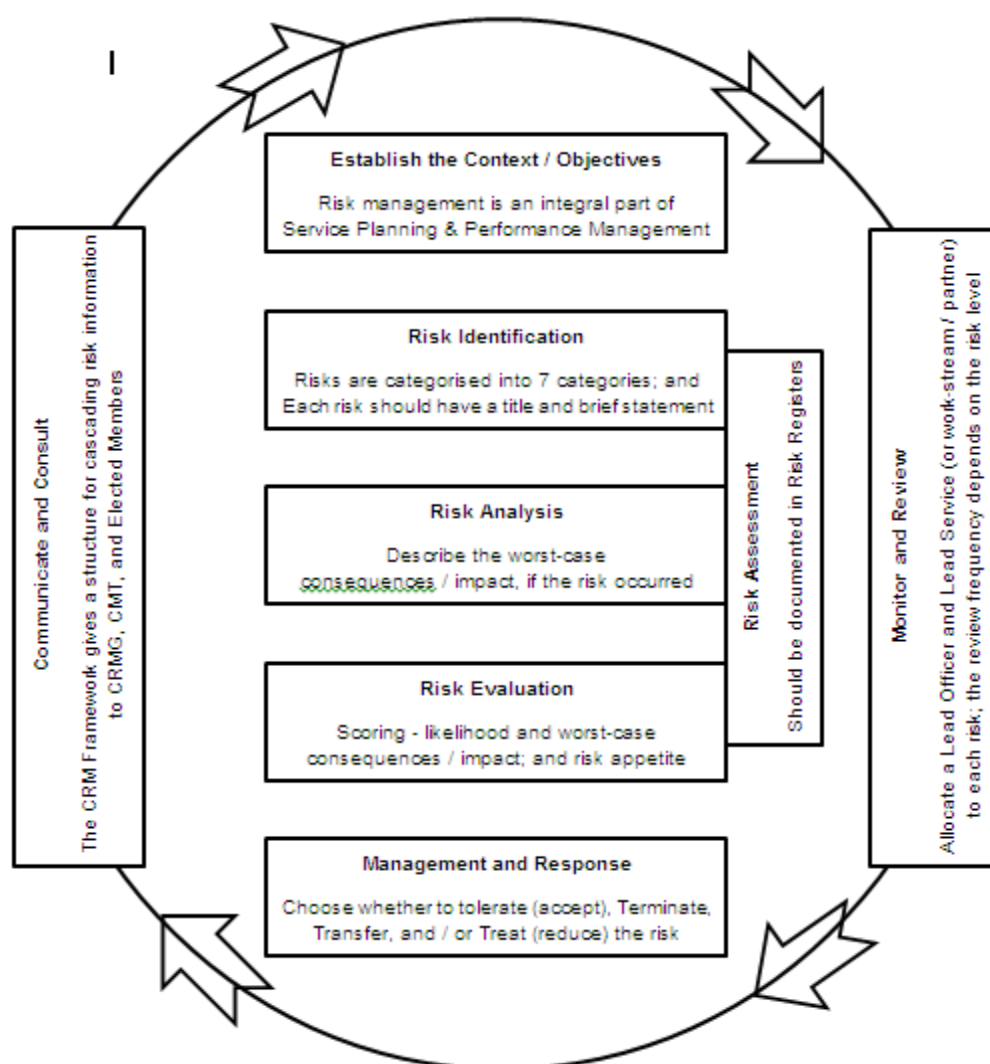 I
Establish the Context / Objectives
Risk management is an integral part of
Service Planning & Performance Management
Communicate and Consult
The CRM Framework gives a structure for cascading risk information
to CRMG, CMT, and Elected Members
Risk Identification
Risks are categorised into 7 categories; and
Each risk should have a title and brief statement
Risk Analysis
Describe the worst-case
consequences / impact, if the risk occurred
Risk Evaluation
Scoring - likelihood and worst-case
consequences / impact; and risk appetite
Risk Assessment
Should be documented in Risk Registers
Management and Response
Choose whether to tolerate (accept), Terminate,
Transfer, and / or Treat (reduce) the risk
Monitor and Review
Allocate a Lead Officer and Lead Service (or work-stream / partner)
to each risk; the review frequency depends on the risk level